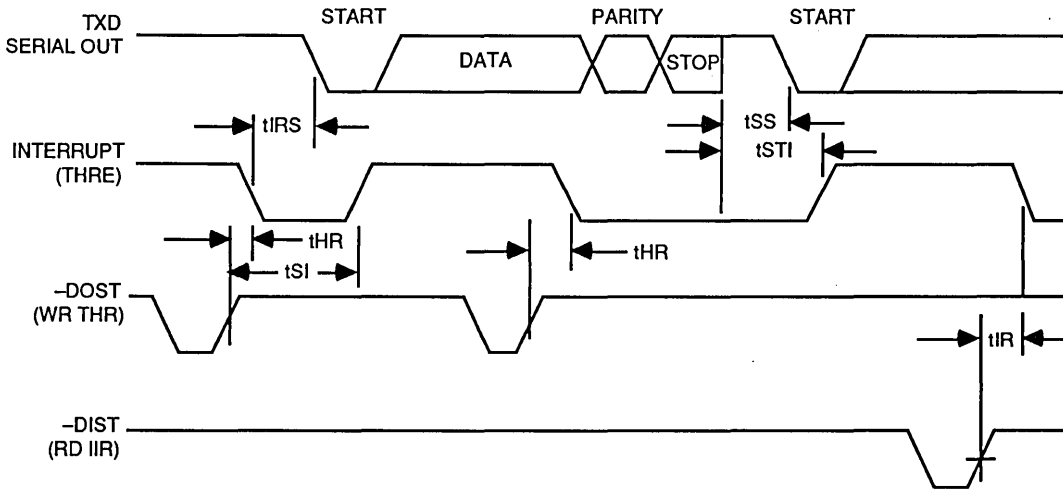 TXD
SERIAL OUT
START
DATA
PARITY
STOP
START
tIRS
tSS
tSTI
INTERRUPT
(THRE)
tHR
tSI
tHR
–DOST
(WR THR)
tIR
–DIST
(RD IIR)